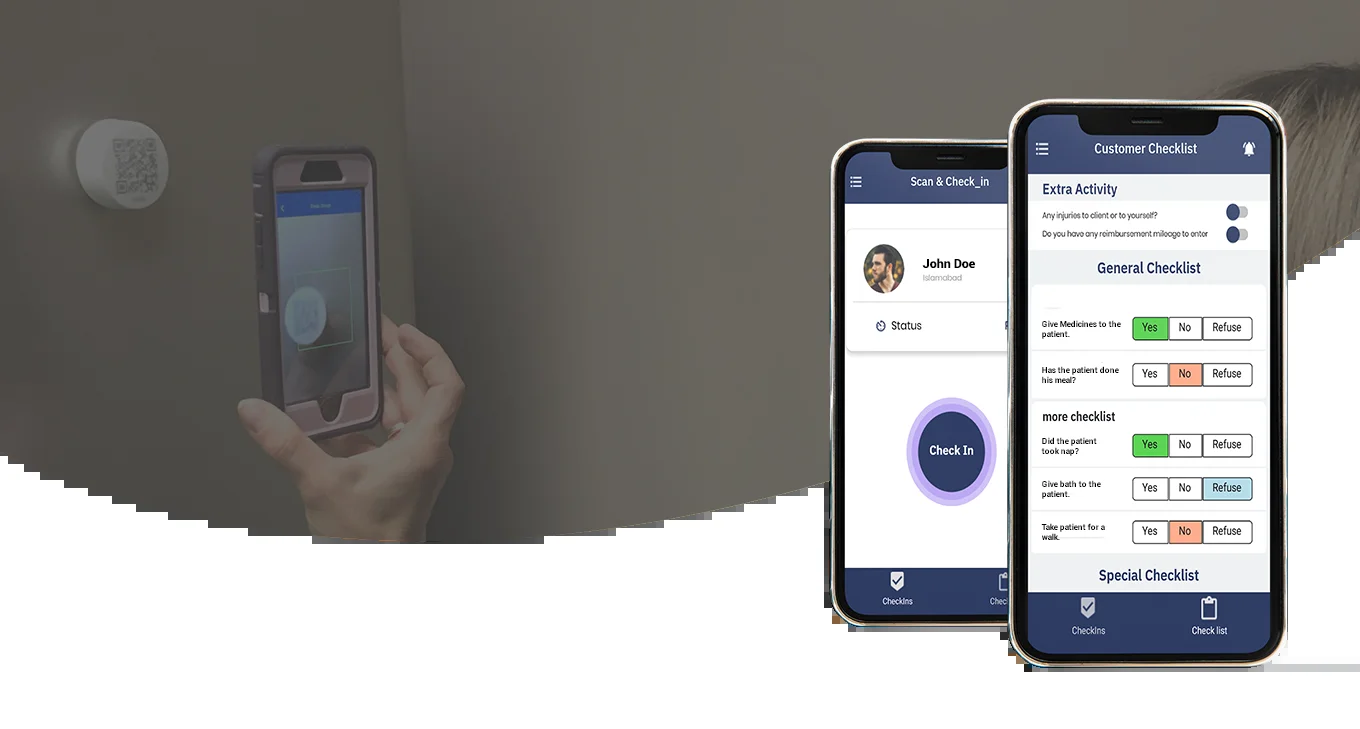 Scan & Check_in
John Doe
Islamabad
Status
Check In
CheckIns
Customer Checklist
Extra Activity
Any injuries to client or to yourself?
Do you have any reimbursement mileage to enter
General Checklist
Give Medicines to the
patient.
Yes No Refuse
Has the patient done
his meal?
Yes No Refuse
more checklist
Did the patient
took nap?
Yes No Refuse
Give bath to the
patient.
Yes No Refuse
Take patient for a
walk.
Yes No Refuse
Special Checklist
CheckIns
Check list